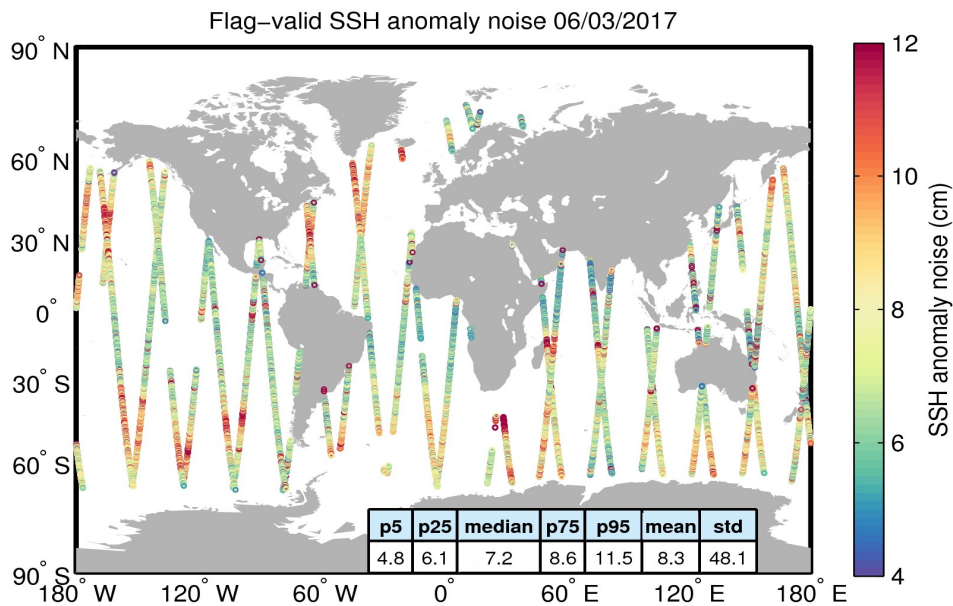 Flag−valid SSH anomaly noise 06/03/2017
90° N
60° N
30° N
0°
30° S
60° S
90° S
180° W
120° W
60° W
0°
60° E
120° E
180° E
p5 p25 median p75 p95 mean std
4.8 6.1 7.2 8.6 11.5 8.3 48.1
12
10
8
6
4
SSH anomaly noise (cm)